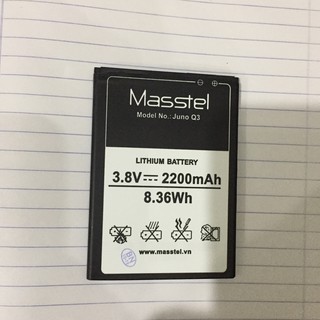 Masstel
Model No.: Juno Q3
LITHIUM BATTERY
3.8V⎓2200mAh
8.36Wh
www.masstel.vn